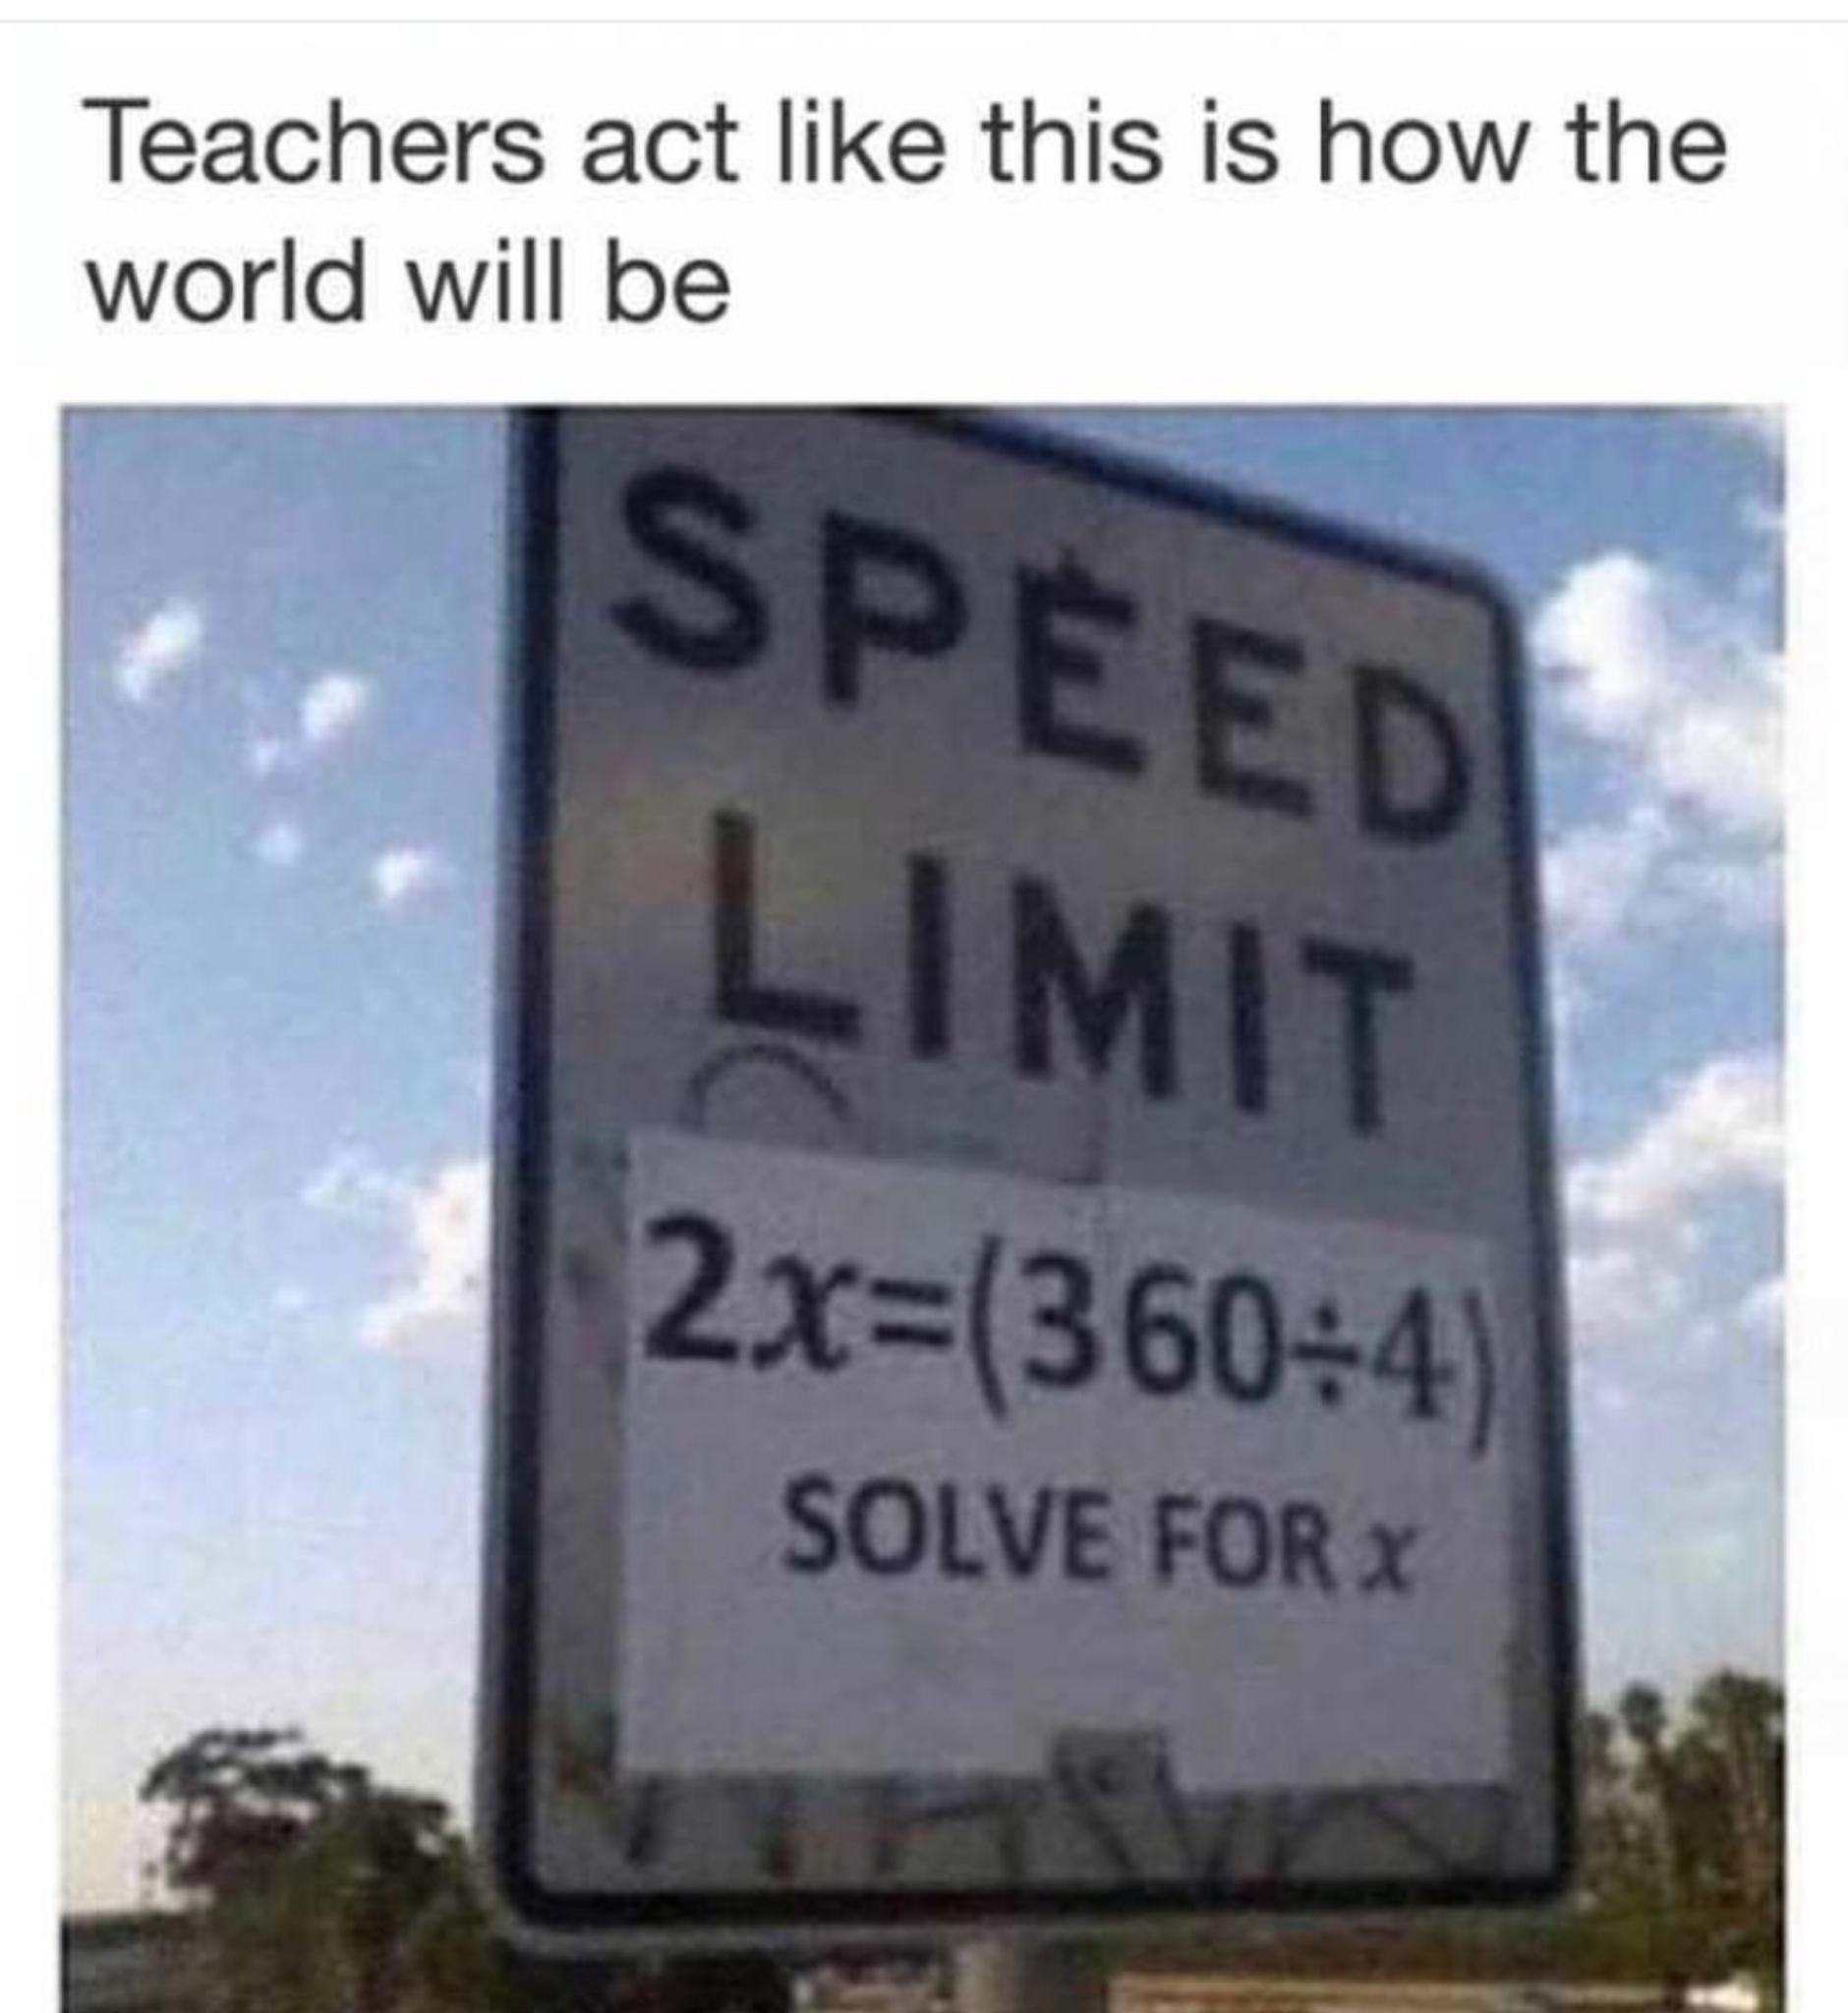 Teachers act like this is how the
world will be
SPEED
LIMIT
2x=(360÷4)
SOLVE FOR x